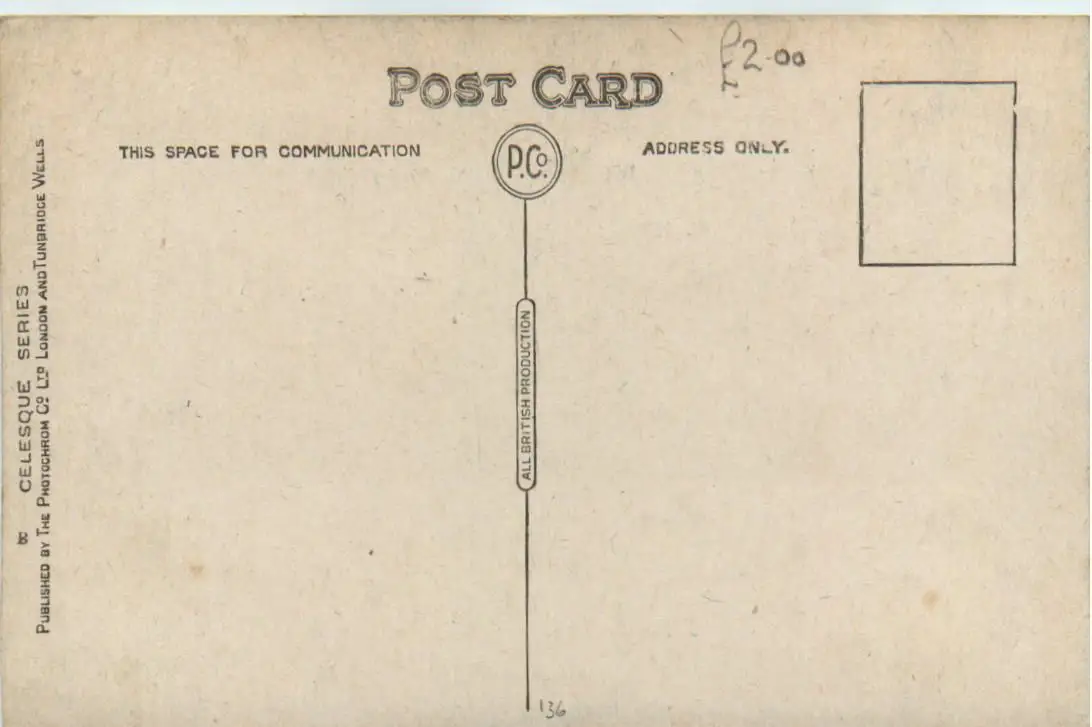 £2.00
POST CARD
THIS SPACE FOR COMMUNICATION
P.Co.
ADDRESS ONLY.
ALL BRITISH PRODUCTION
CELESQUE SERIES
PUBLISHED BY THE PHOTOCHROM Co. LTD LONDON AND TUNBRIDGE WELLS
136